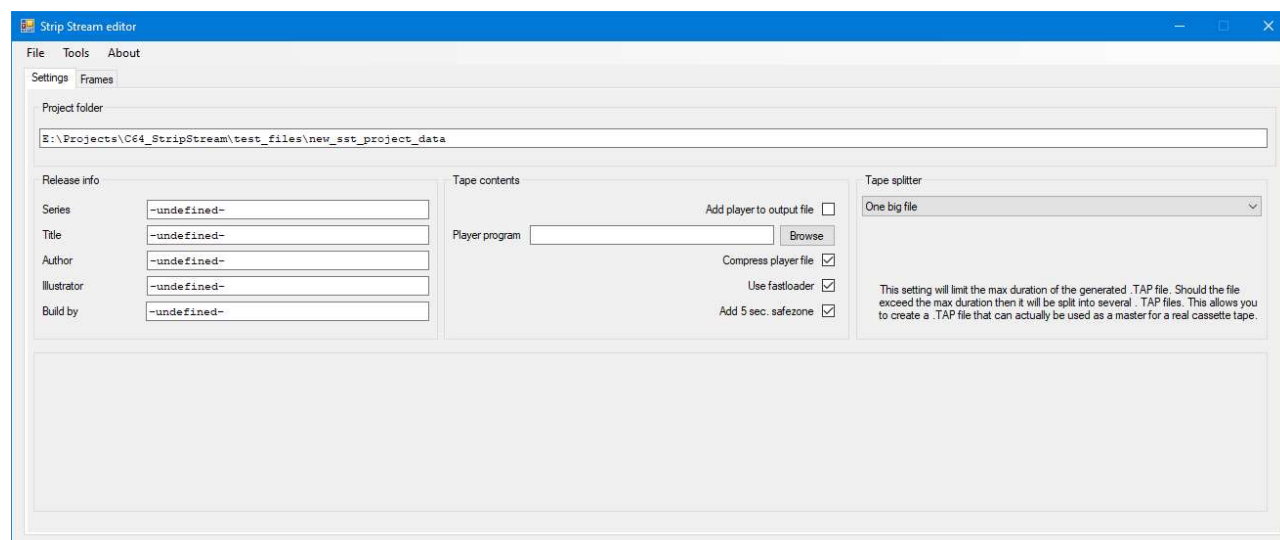 Strip Stream editor
File Tools About
Settings Frames
Project folder
E:\Projects\C64_StripStream\test_files\new_sst_project_data
Release info
Series -undefined-
Title -undefined-
Author -undefined-
Illustrator -undefined-
Build by -undefined-
Tape contents
Add player to output file
Player program Browse
Compress player file
Use fastloader
Add 5 sec. safezone
Tape splitter
One big file
This setting will limit the max duration of the generated .TAP file. Should the file
exceed the max duration then it will be split into several . TAP files. This allows you
to create a .TAP file that can actually be used as a master for a real cassette tape.